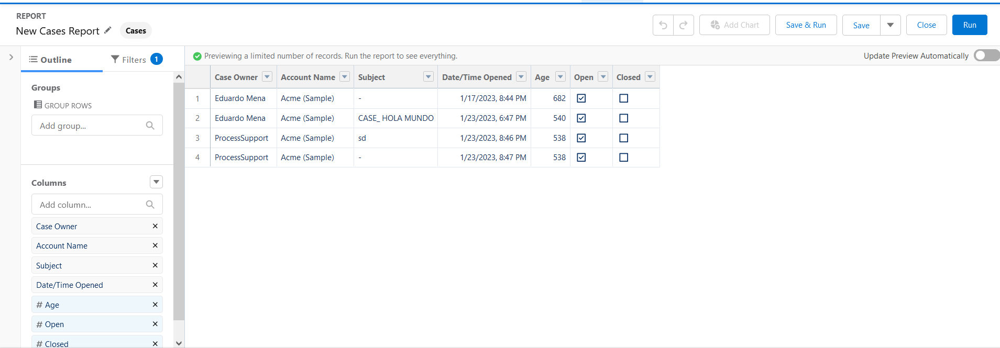 REPORT
New Cases Report
Cases
Add Chart
Save & Run
Save
Close
Run
Outline
Filters 1
Previewing a limited number of records. Run the report to see everything.
Update Preview Automatically
Groups
GROUP ROWS
Add group...
Columns
Add column...
Case Owner
Account Name
Subject
Date/Time Opened
# Age
# Open
# Closed
Case Owner Account Name Subject Date/Time Opened Age Open Closed
1 Eduardo Mena Acme (Sample) - 1/17/2023, 8:44 PM 682
2 Eduardo Mena Acme (Sample) CASE_ HOLA MUNDO 1/23/2023, 6:47 PM 540
3 ProcessSupport Acme (Sample) sd 1/23/2023, 8:46 PM 538
4 ProcessSupport Acme (Sample) - 1/23/2023, 8:47 PM 538